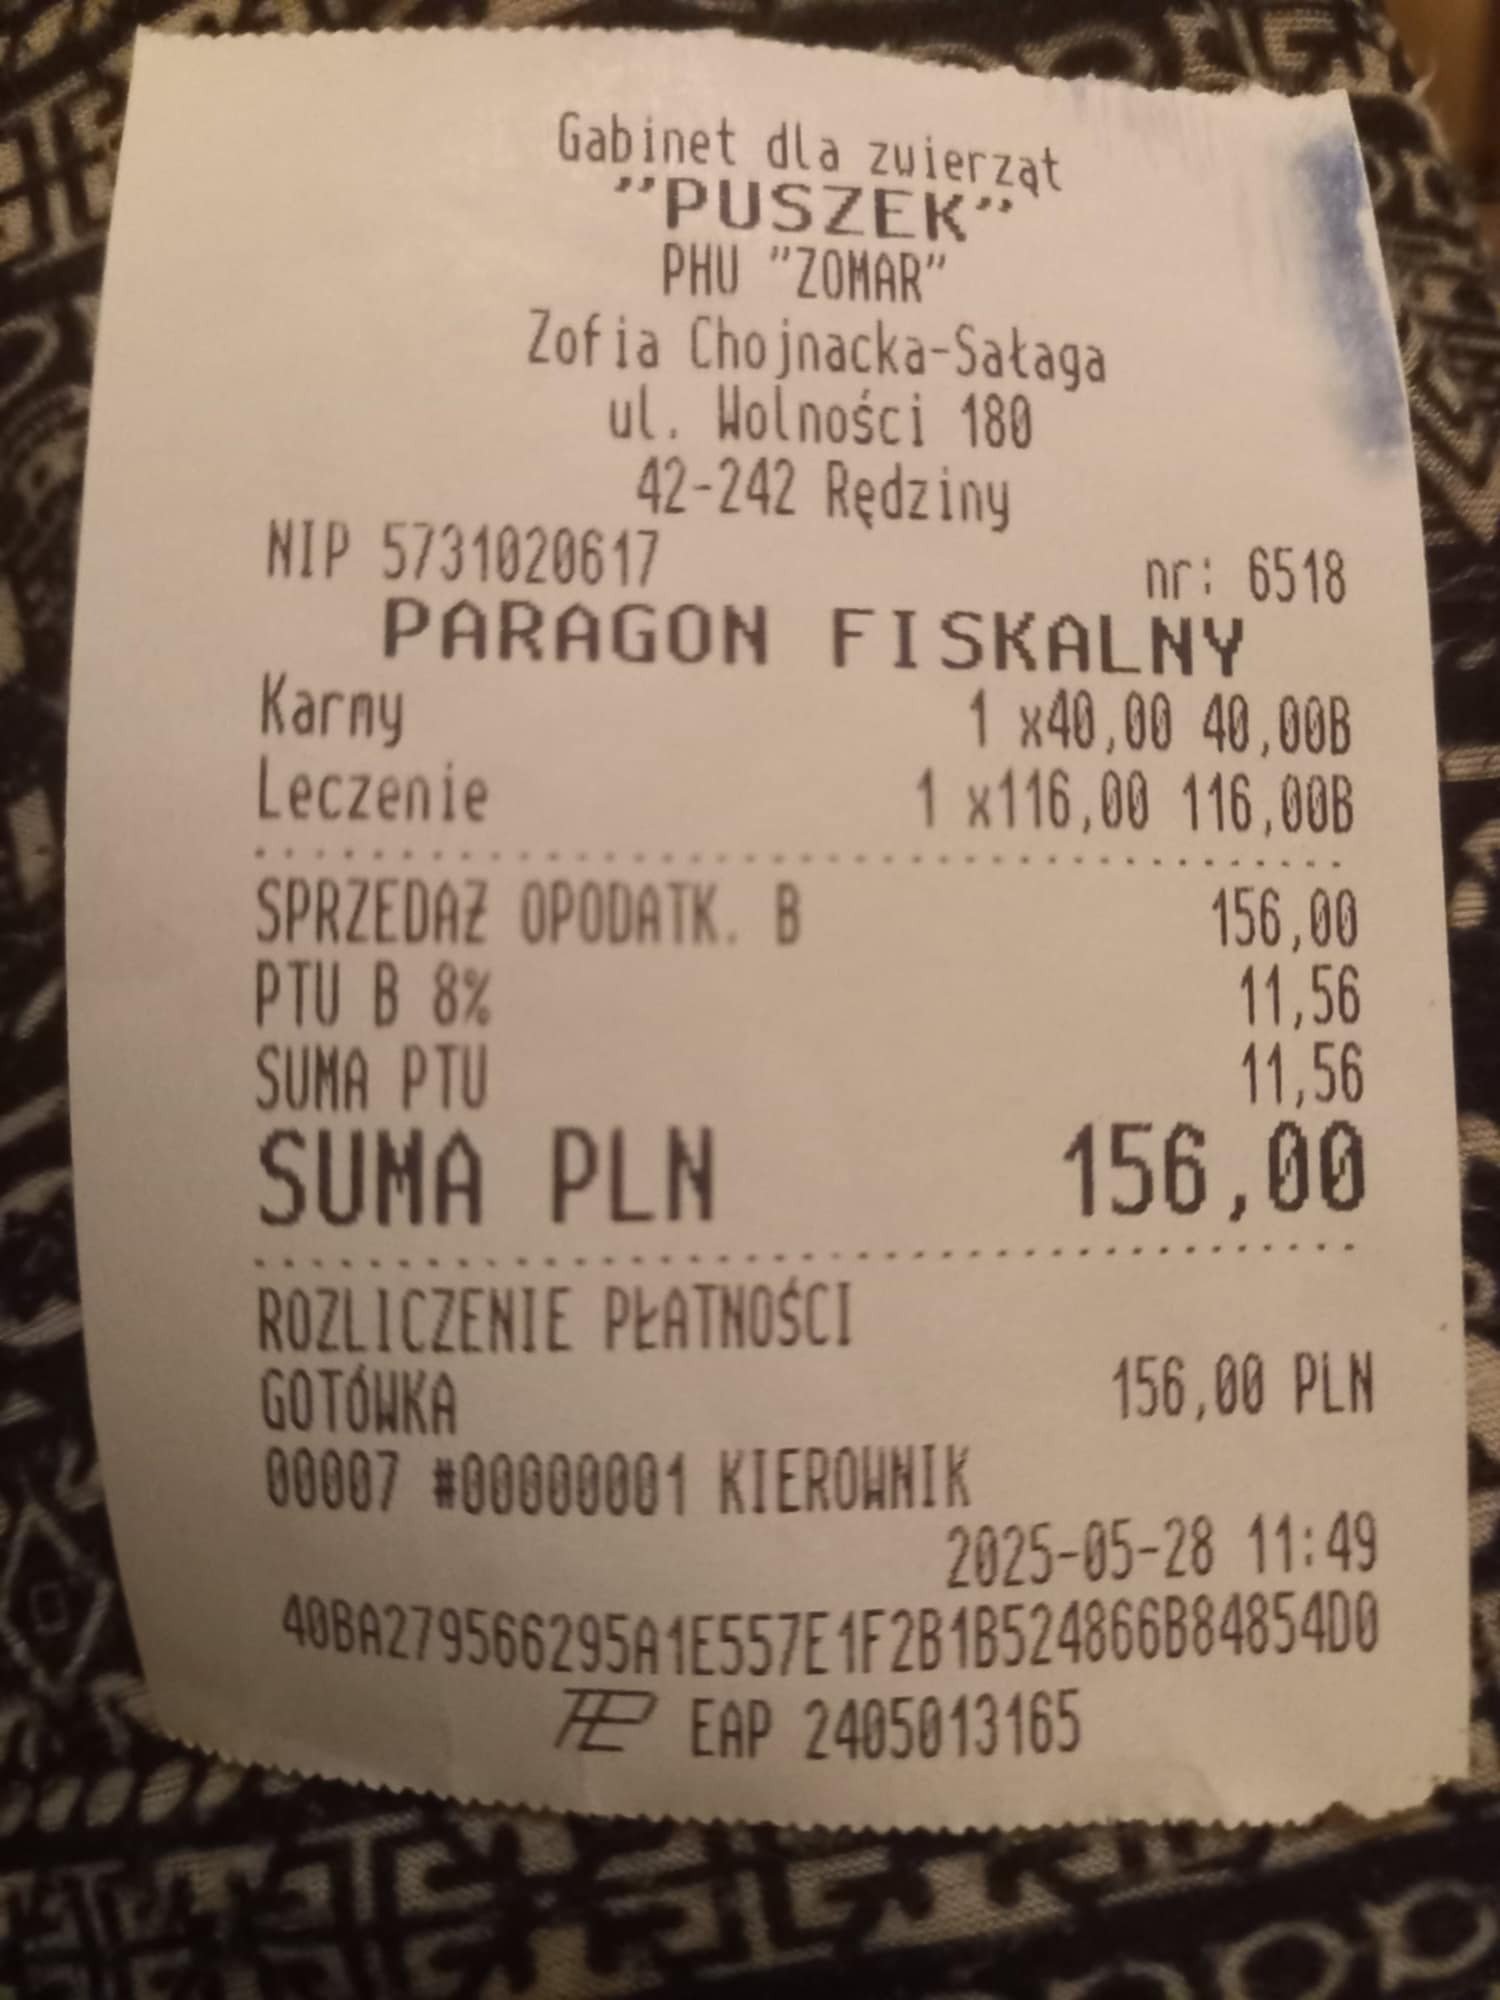 Gabinet dla zwierząt
"PUSZEK"
PHU "ZOMAR"
Zofia Chojnacka-Sałaga
ul. Wolności 180
42-242 Rędziny
NIP 5731020617 nr: 6518
PARAGON FISKALNY
Karmy 1 x40,00 40,00B
Leczenie 1 x116,00 116,00B
SPRZEDAŻ OPODATK. B 156,00
PTU B 8% 11,56
SUMA PTU 11,56
SUMA PLN 156,00
ROZLICZENIE PŁATNOŚCI
GOTÓWKA 156,00 PLN
00007 #00000001 KIEROWNIK
2025-05-28 11:49
40BA279566295A1E557E1F2B1B524866B84854D0
EAP 2405013165